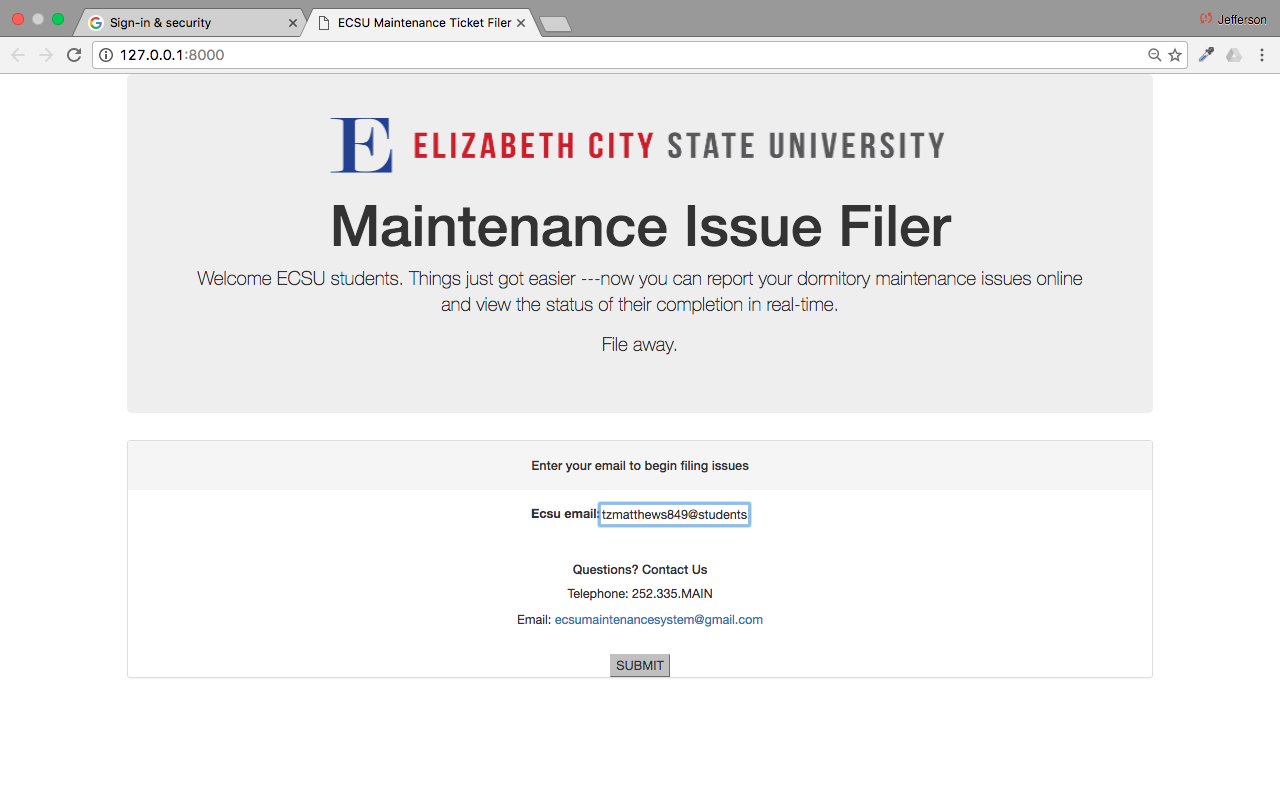 Sign-in & security
ECSU Maintenance Ticket Filer
Jefferson
127.0.0.1:8000
E ELIZABETH CITY STATE UNIVERSITY
Maintenance Issue Filer
Welcome ECSU students. Things just got easier ---now you can report your dormitory maintenance issues online
and view the status of their completion in real-time.
File away.
Enter your email to begin filing issues
Ecsu email: tzmatthews849@students
Questions? Contact Us
Telephone: 252.335.MAIN
Email: ecsumaintenancesystem@gmail.com
SUBMIT